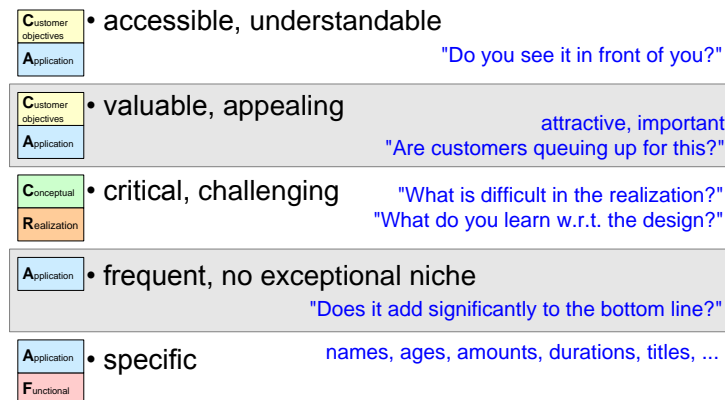 Customer
objectives
Application
• accessible, understandable
"Do you see it in front of you?"
Customer
objectives
Application
• valuable, appealing
attractive, important
"Are customers queuing up for this?"
Conceptual
Realization
• critical, challenging
"What is difficult in the realization?"
"What do you learn w.r.t. the design?"
Application
• frequent, no exceptional niche
"Does it add significantly to the bottom line?"
Application
Functional
• specific
names, ages, amounts, durations, titles, ...